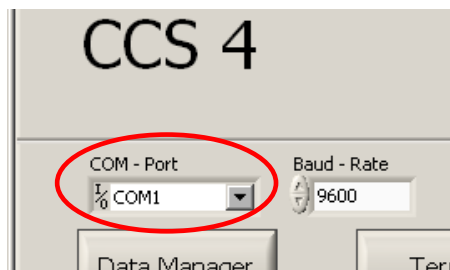 CCS 4
COM - Port Baud - Rate
I/O COM1 9600
Data Manager